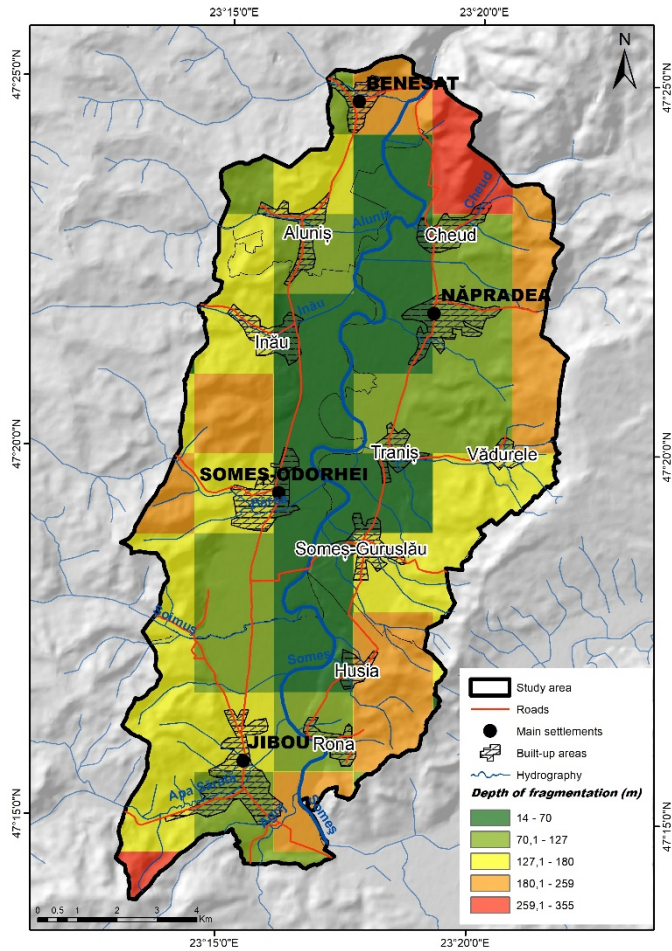 23°15'0"E 23°20'0"E
N
47°25'0"N 47°25'0"N
BENESAT
Cheud
Aluniș
Aluniș
Cheud
NĂPRADEA
Inău
Inău
47°20'0"N 47°20'0"N
Traniș
Vădurele
SOMEȘ-ODORHEI
Someș-Guruslău
Șoimuș
Someș
Husia
JIBOU
Rona
Apa Sărată
Agrij
Someș
47°15'0"N 47°15'0"N
Study area
Roads
Main settlements
Built-up areas
Hydrography
Depth of fragmentation (m)
14 - 70
70,1 - 127
127,1 - 180
180,1 - 259
259,1 - 355
0 0.5 1 2 3 4
Km
23°15'0"E 23°20'0"E